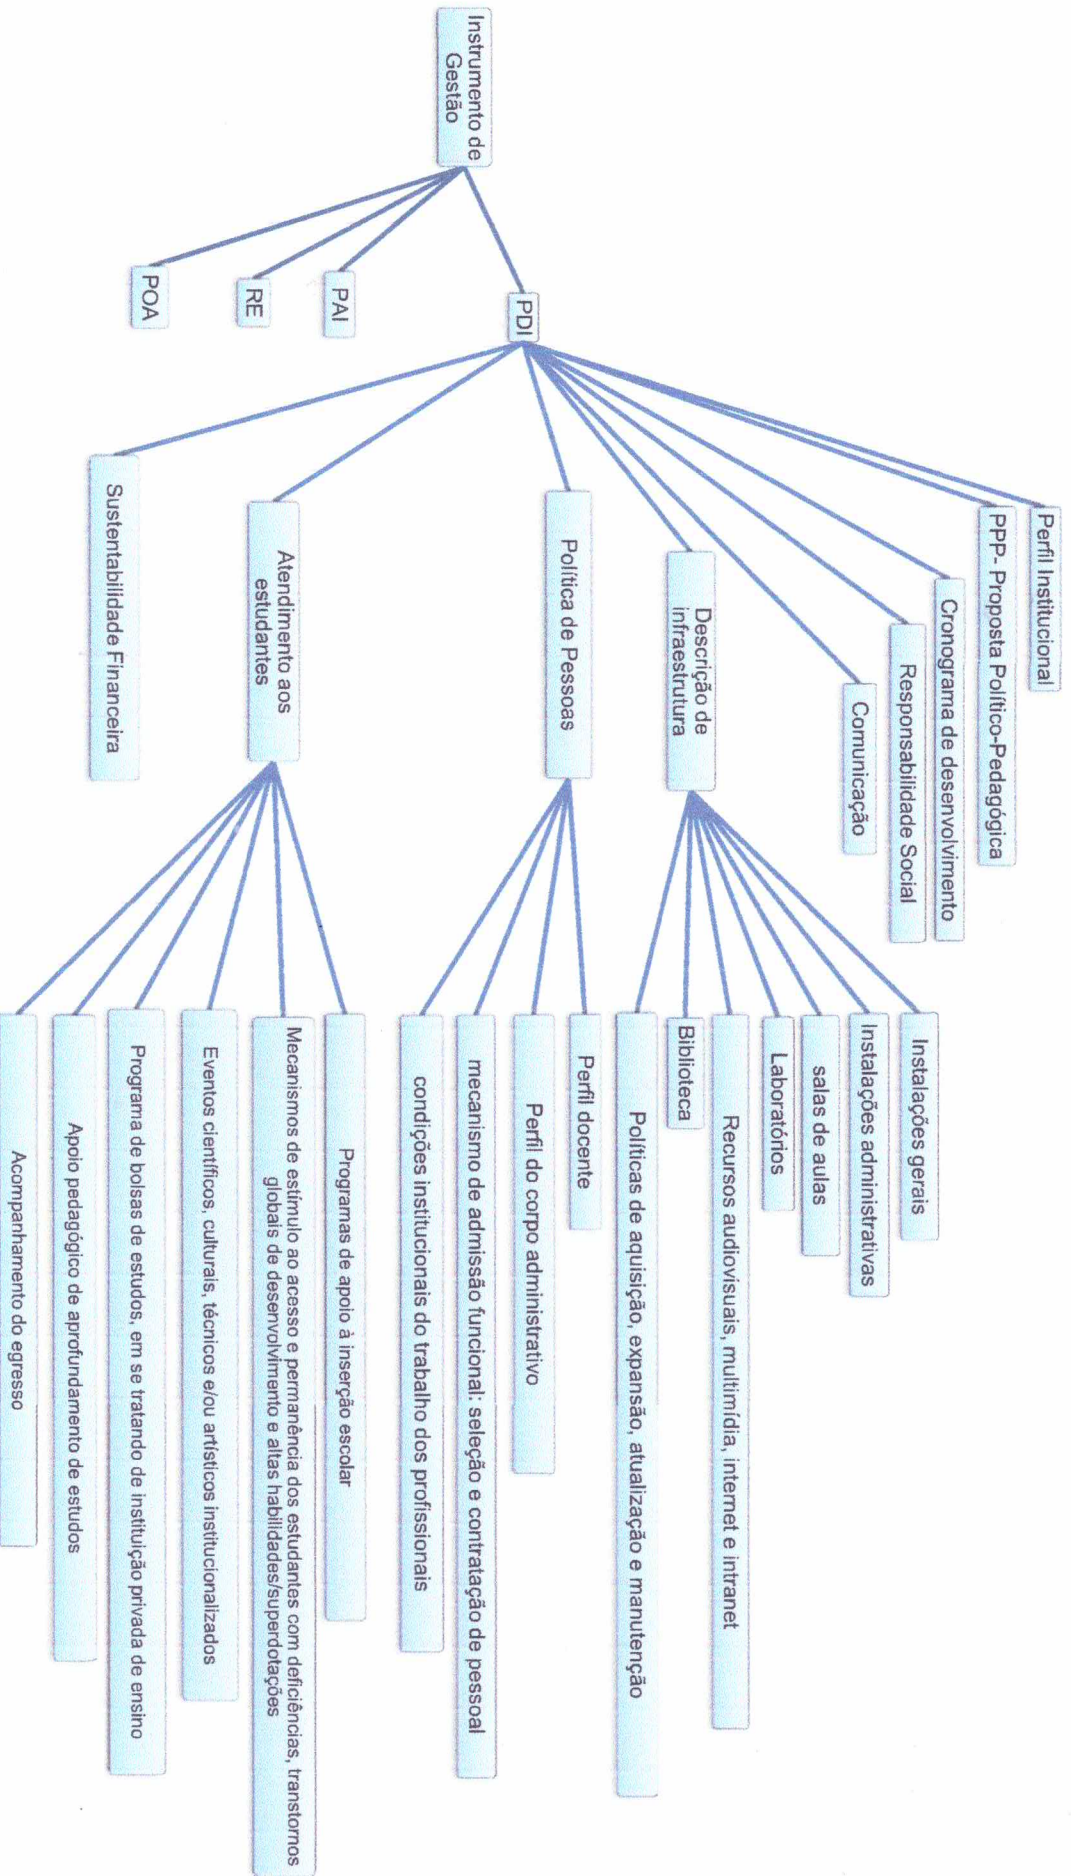 Instrumento de
Gestão
PDI
PAI
RE
POA
Perfil Institucional
PPP- Proposta Político-Pedagógica
Cronograma de desenvolvimento
Responsabilidade Social
Comunicação
Descrição de
infraestrutura
Política de Pessoas
Atendimento aos
estudantes
Sustentabilidade Financeira
Instalações gerais
Instalações administrativas
salas de aulas
Laboratórios
Recursos audiovisuais, multimídia, internet e intranet
Biblioteca
Políticas de aquisição, expansão, atualização e manutenção
Perfil docente
Perfil do corpo administrativo
mecanismo de admissão funcional: seleção e contratação de pessoal
condições institucionais do trabalho dos profissionais
Programas de apoio à inserção escolar
Mecanismos de estímulo ao acesso e permanência dos estudantes com deficiências, transtornos
globais de desenvolvimento e altas habilidades/superdotações
Eventos científicos, culturais, técnicos e/ou artísticos institucionalizados
Programa de bolsas de estudos, em se tratando de instituição privada de ensino
Apoio pedagógico de aprofundamento de estudos
Acompanhamento do egresso